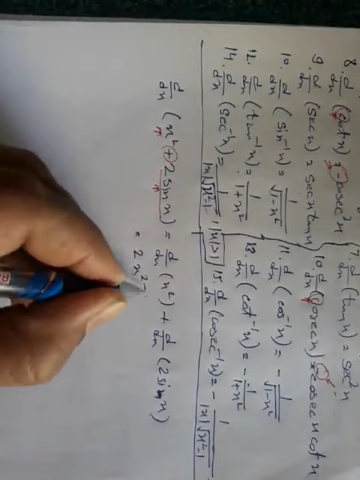 7. d/dx (tan x) = sec²x
8. d/dx (cot x) = -cosec²x
10. d/dx (cosec x) = -cosec x cot x
9. d/dx (sec x) = sec x tan x
11. d/dx (cos⁻¹x) = - 1/√1-x²
10. d/dx (sin⁻¹x) = 1/√1-x²
13. d/dx (cot⁻¹x) = - 1/1+x²
12. d/dx (tan⁻¹x) = 1/1+x²
15. d/dx (cosec⁻¹x) = - 1/|x|√x²-1
14. d/dx (sec⁻¹x) = 1/|x|√x²-1, |x|>1
d/dx (x² + 2 sin x) = d/dx (x²) + d/dx (2 sin x)
= 2x²⁻